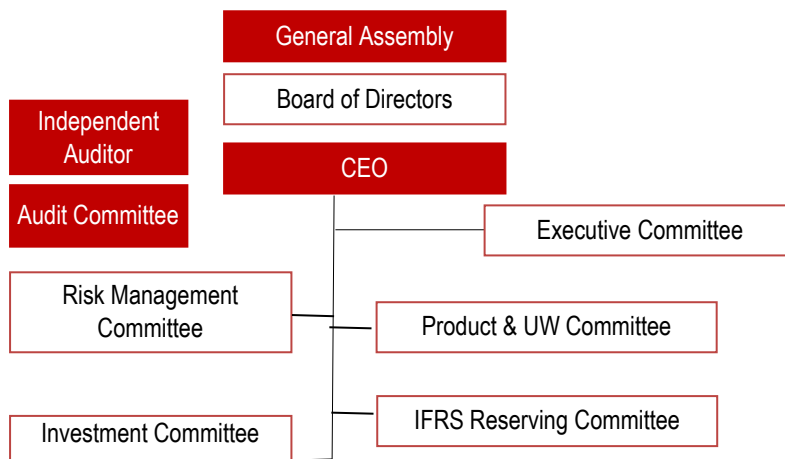 General Assembly
Board of Directors
Independent
Auditor
CEO
Audit Committee
Executive Committee
Risk Management
Committee
Product & UW Committee
IFRS Reserving Committee
Investment Committee